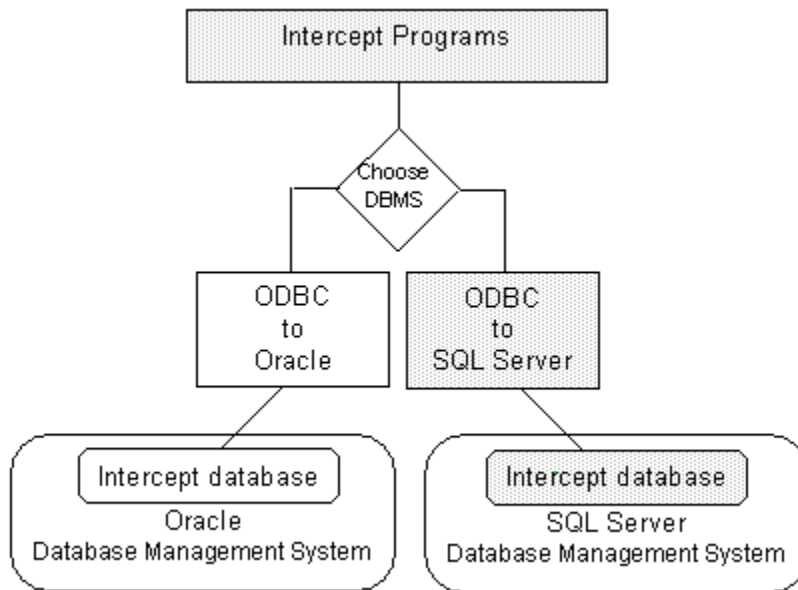 Intercept Programs
Choose
DBMS
ODBC
to
Oracle
ODBC
to
SQL Server
Intercept database
Oracle
Database Management System
Intercept database
SQL Server
Database Management System